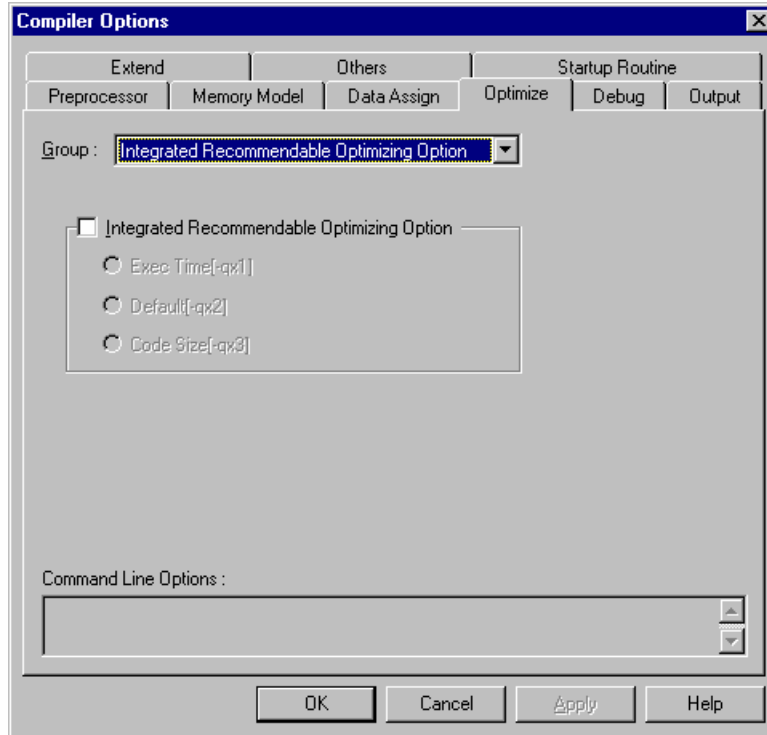 Compiler Options
Extend Others Startup Routine
Preprocessor Memory Model Data Assign Optimize Debug Output
Group : Integrated Recommendable Optimizing Option
Integrated Recommendable Optimizing Option
Exec Time[-qx1]
Default[-qx2]
Code Size[-qx3]
Command Line Options :
OK Cancel Apply Help